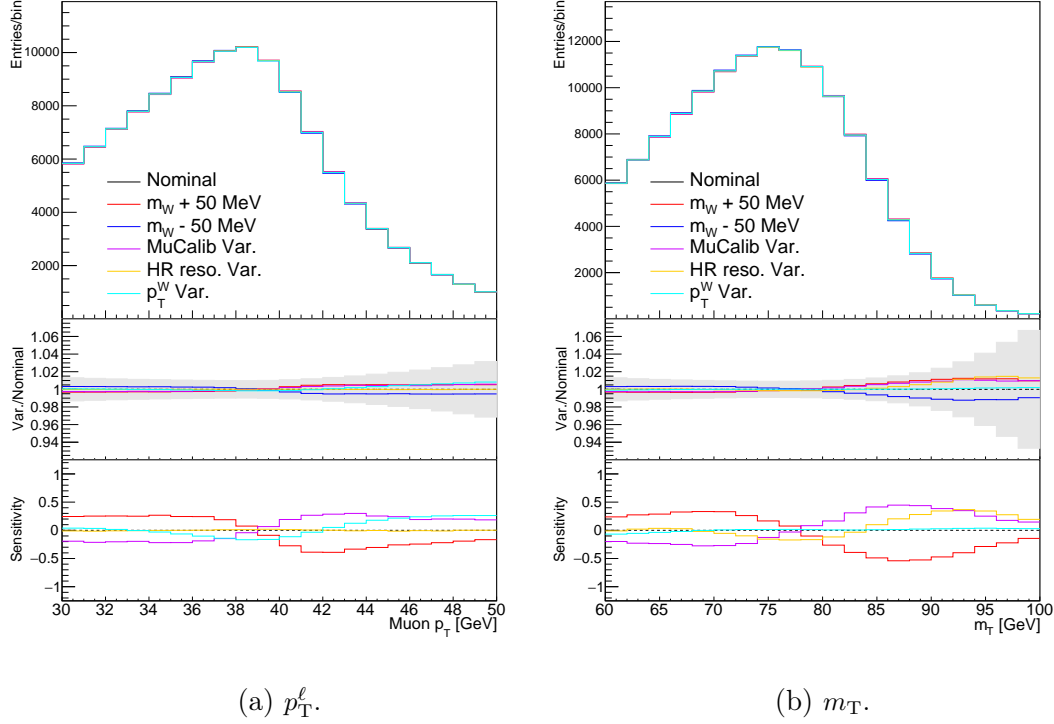 Entries/bin
10000
8000
6000
4000
2000
Nominal
m_W + 50 MeV
m_W - 50 MeV
MuCalib Var.
HR reso. Var.
p_T^W Var.
Var./Nominal
1.06
1.04
1.02
1
0.98
0.96
0.94
Sensitivity
1
0.5
0
−0.5
−1
30 32 34 36 38 40 42 44 46 48 50
Muon p_T [GeV]
(a) p_T^ℓ.
Entries/bin
12000
10000
8000
6000
4000
2000
Nominal
m_W + 50 MeV
m_W - 50 MeV
MuCalib Var.
HR reso. Var.
p_T^W Var.
Var./Nominal
1.06
1.04
1.02
1
0.98
0.96
0.94
Sensitivity
1
0.5
0
−0.5
−1
60 65 70 75 80 85 90 95 100
m_T [GeV]
(b) m_T.